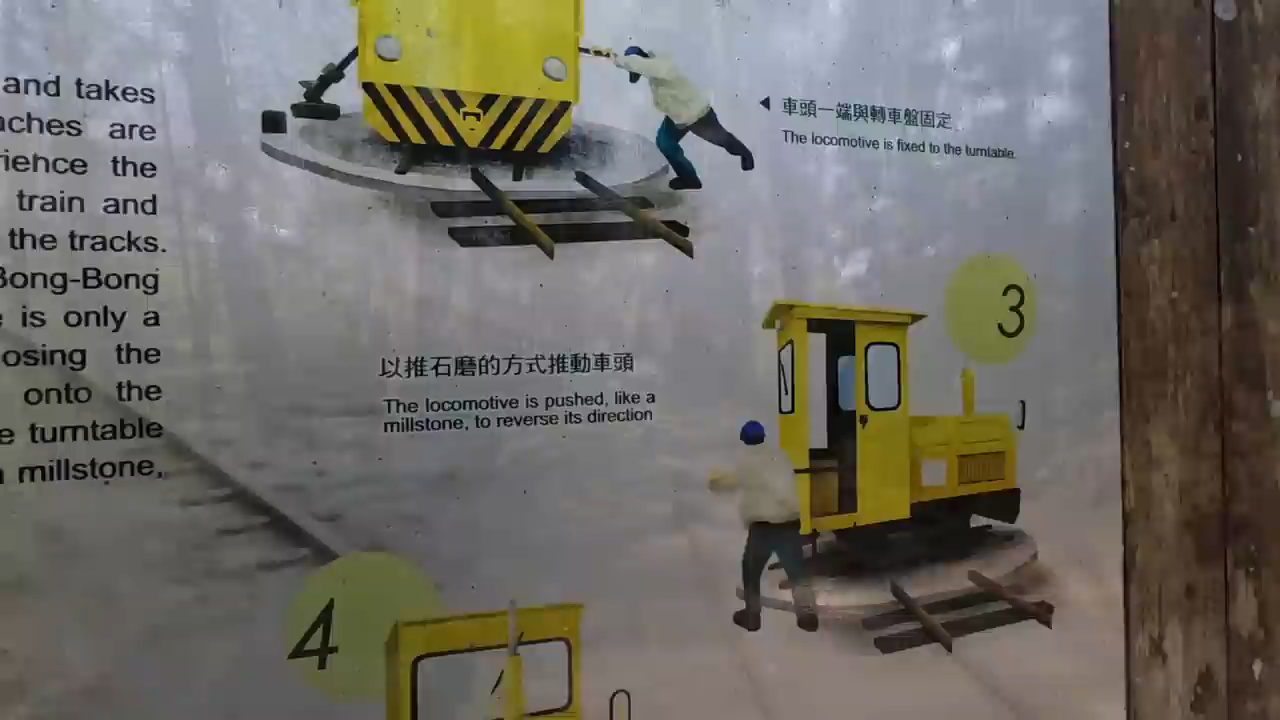 and takes
aches are
rience the
train and
the tracks.
Bong-Bong
is only a
osing the
onto the
e turntable
millstone,
車頭一端與轉車盤固定
The locomotive is fixed to the turntable.
3
以推石磨的方式推動車頭
The locomotive is pushed, like a
millstone, to reverse its direction
4